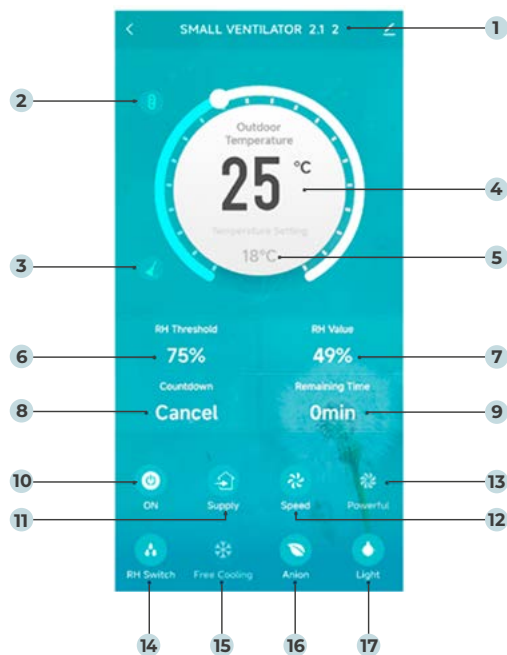 SMALL VENTILATOR 2.1 2
1
2
Outdoor
Temperature
25 °C
4
Temperature Setting
3
18°C
5
RH Threshold
RH Value
6
75%
49%
7
Countdown
Remaining Time
8
Cancel
0min
9
10
13
ON
Supply
Speed
Powerful
11
12
RH Switch
Free Cooling
Anion
Light
14
15
16
17